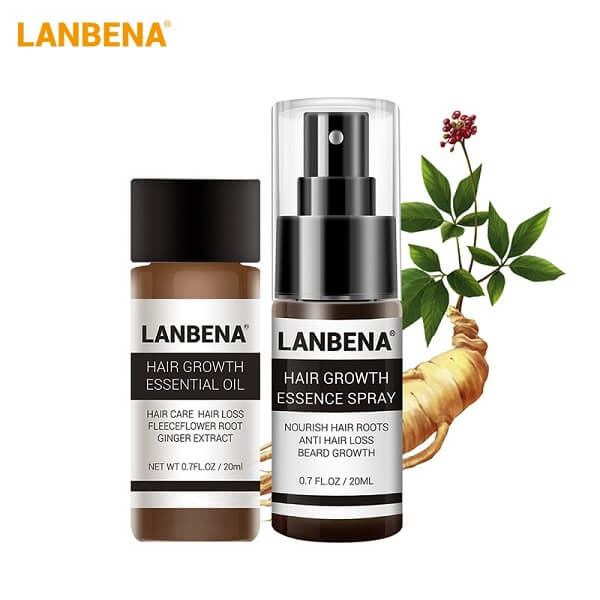 LANBENA®
LANBENA®
HAIR GROWTH
ESSENTIAL OIL
HAIR CARE HAIR LOSS
FLEECEFLOWER ROOT
GINGER EXTRACT
NET WT 0.7FL.OZ / 20ml
LANBENA®
HAIR GROWTH
ESSENCE SPRAY
NOURISH HAIR ROOTS
ANTI HAIR LOSS
BEARD GROWTH
0.7 FL.OZ / 20ML